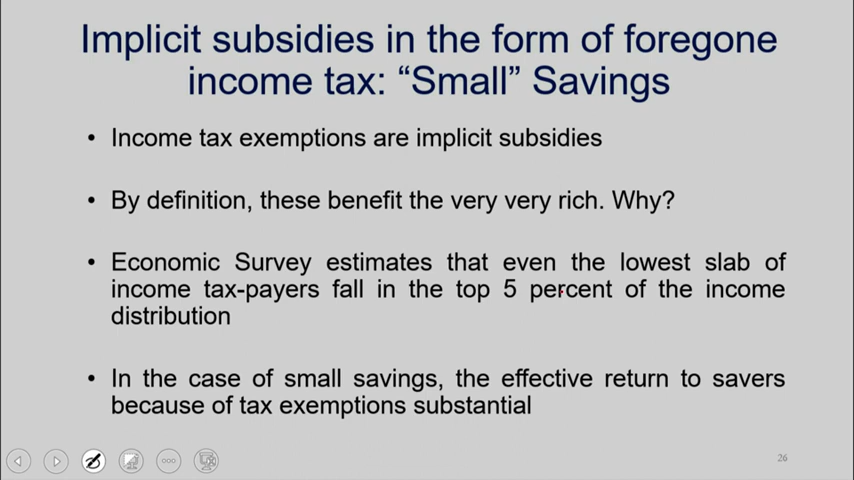 Implicit subsidies in the form of foregone
income tax: “Small” Savings
• Income tax exemptions are implicit subsidies
• By definition, these benefit the very very rich. Why?
• Economic Survey estimates that even the lowest slab of
income tax-payers fall in the top 5 percent of the income
distribution
• In the case of small savings, the effective return to savers
because of tax exemptions substantial
26